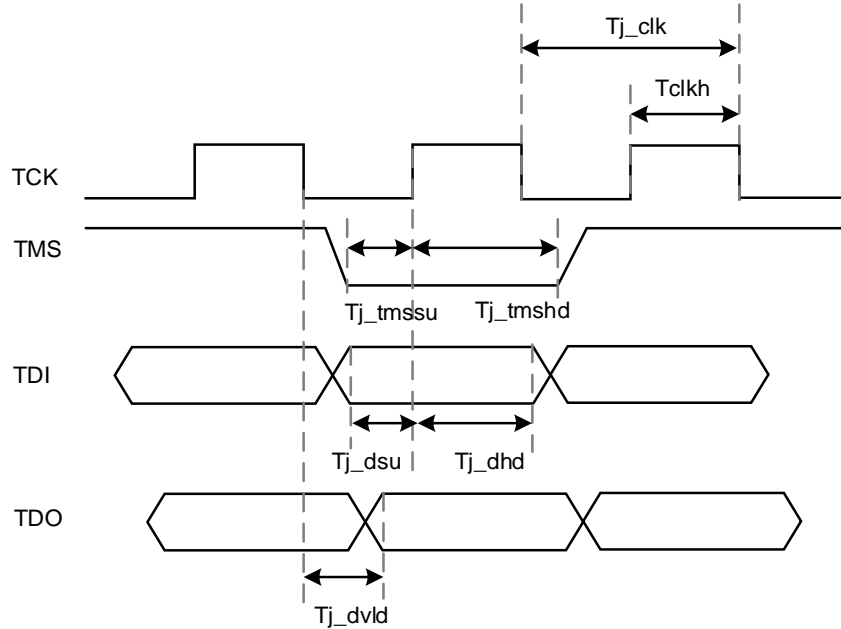 Tj_clk
Tclkh
TCK
TMS
Tj_tmssu
Tj_tmshd
TDI
Tj_dsu
Tj_dhd
TDO
Tj_dvld